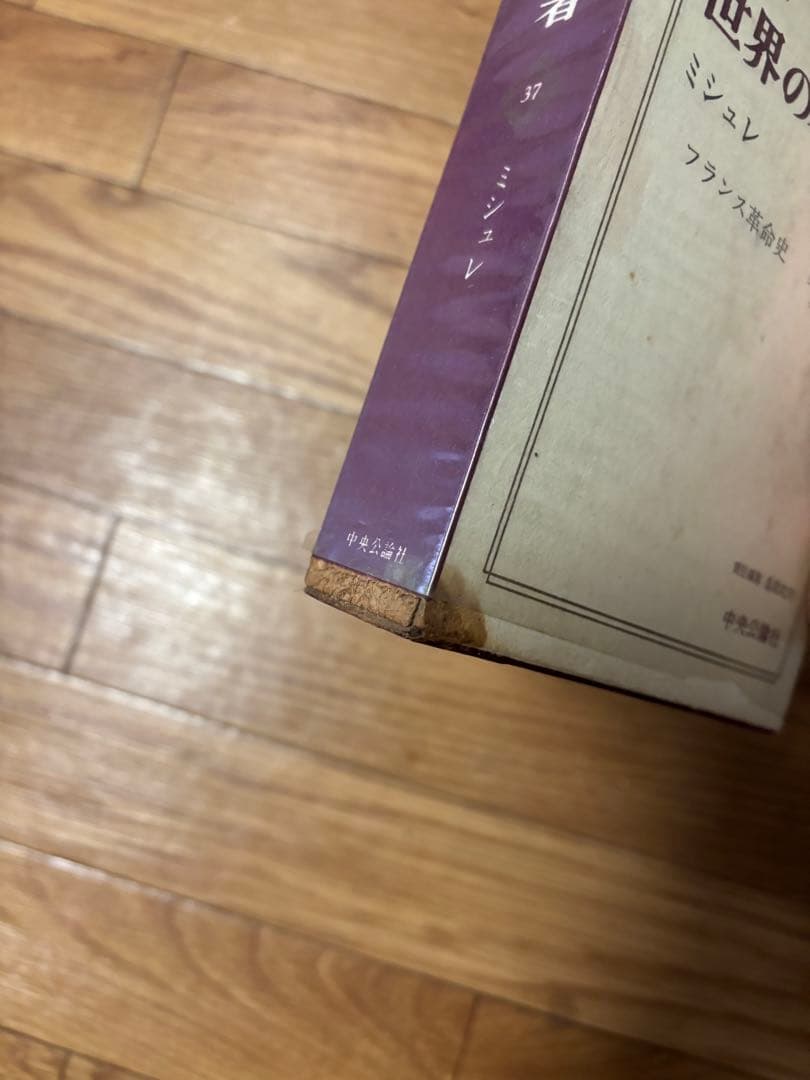 者
37
ミシュレ
中央公論社
世界の
ミシュレ
フランス革命史
中央公論社